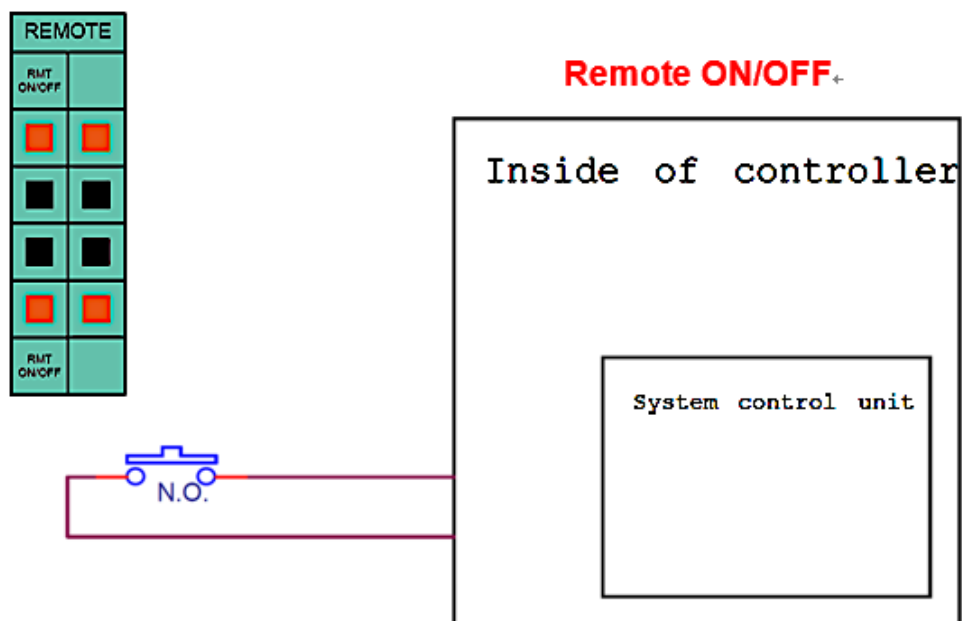 REMOTE
RMT
ON/OFF
Remote ON/OFF↵
Inside of controller
System control unit
RMT
ON/OFF
N.O.